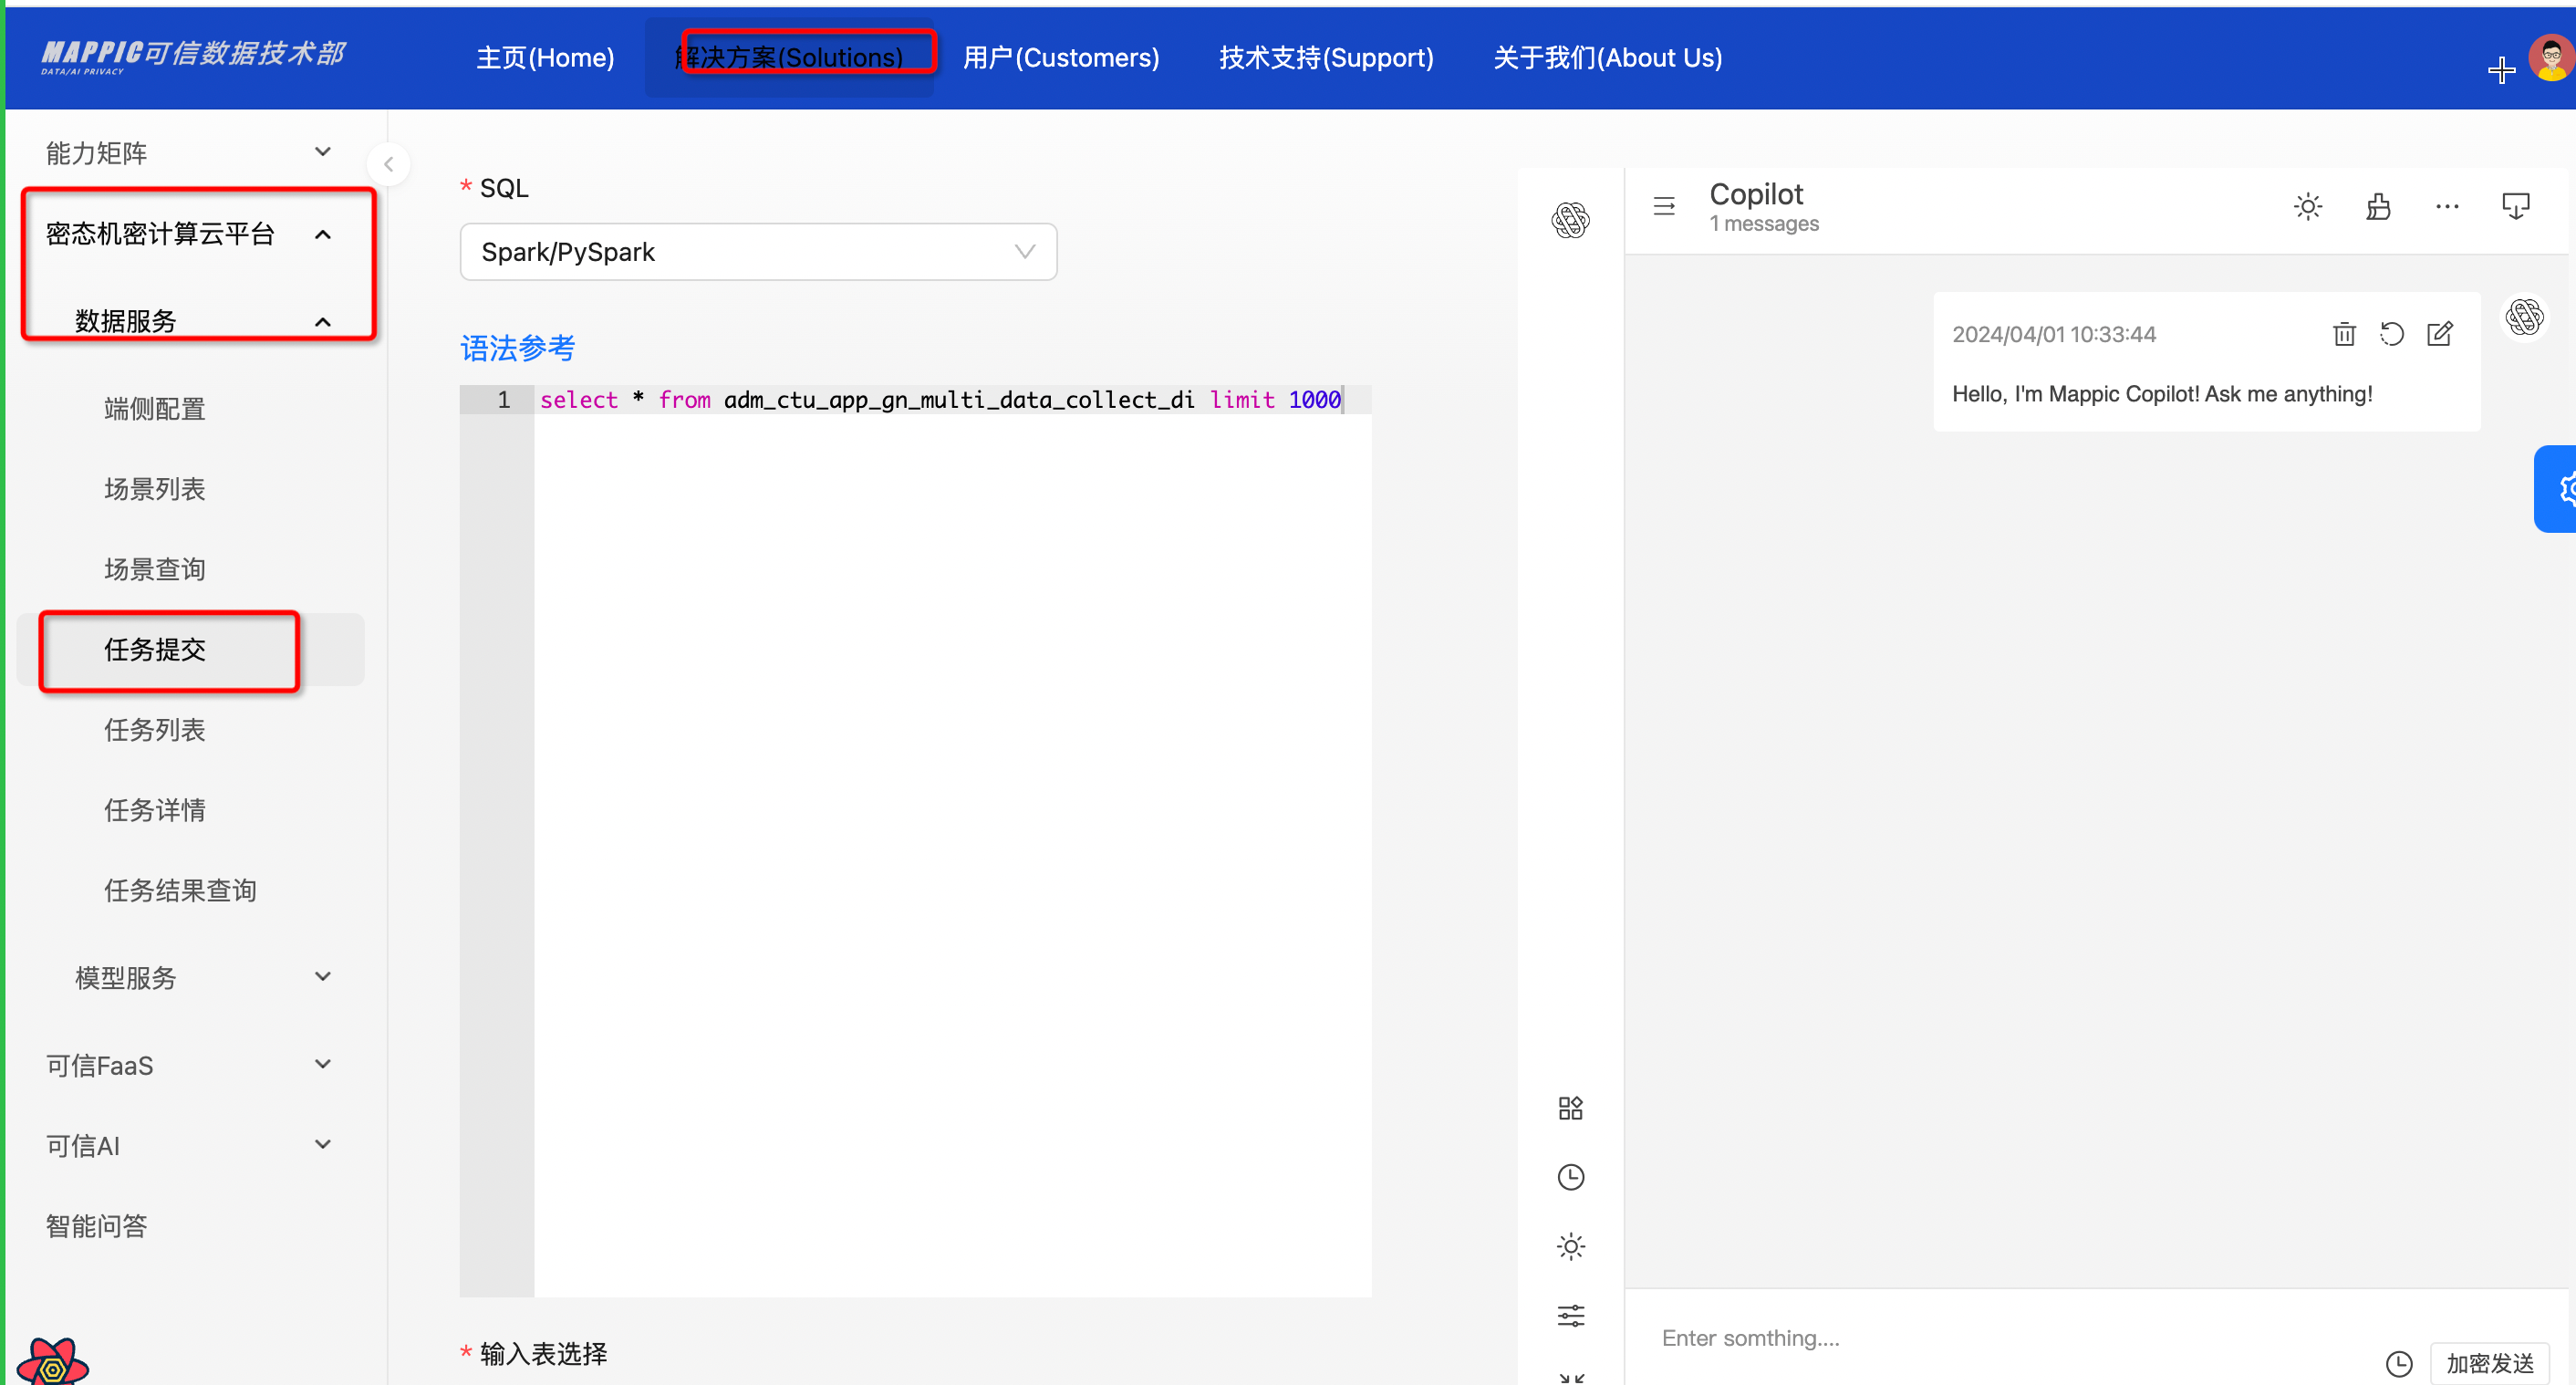 MAPPIC可信数据技术部
DATA/AI PRIVACY
主页(Home)
解决方案(Solutions)
用户(Customers)
技术支持(Support)
关于我们(About Us)
能力矩阵
密态机密计算云平台
数据服务
端侧配置
场景列表
场景查询
任务提交
任务列表
任务详情
任务结果查询
模型服务
可信FaaS
可信AI
智能问答
* SQL
Spark/PySpark
语法参考
1 select * from adm_ctu_app_gn_multi_data_collect_di limit 1000
* 输入表选择
Copilot
1 messages
2024/04/01 10:33:44
Hello, I'm Mappic Copilot! Ask me anything!
Enter somthing....
加密发送